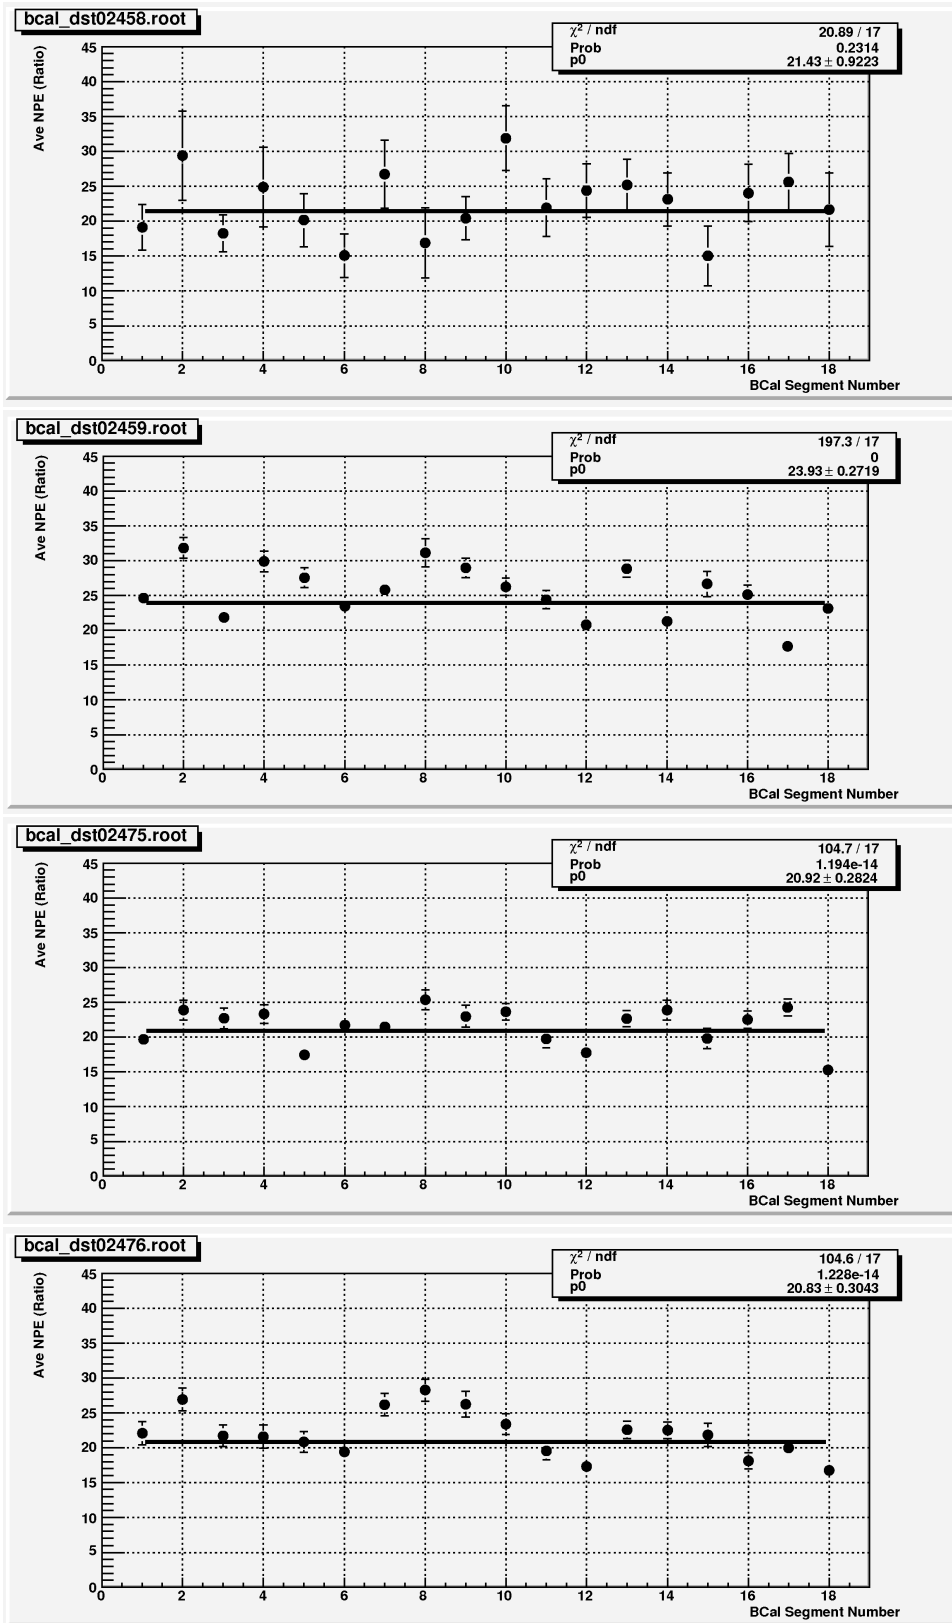 bcal_dst02458.root
χ² / ndf 20.89 / 17
Prob 0.2314
p0 21.43 ± 0.9223
Ave NPE (Ratio)
45
40
35
30
25
20
15
10
5
0
0 2 4 6 8 10 12 14 16 18
BCal Segment Number
bcal_dst02459.root
χ² / ndf 197.3 / 17
Prob 0
p0 23.93 ± 0.2719
Ave NPE (Ratio)
45
40
35
30
25
20
15
10
5
0
0 2 4 6 8 10 12 14 16 18
BCal Segment Number
bcal_dst02475.root
χ² / ndf 104.7 / 17
Prob 1.194e-14
p0 20.92 ± 0.2824
Ave NPE (Ratio)
45
40
35
30
25
20
15
10
5
0
0 2 4 6 8 10 12 14 16 18
BCal Segment Number
bcal_dst02476.root
χ² / ndf 104.6 / 17
Prob 1.228e-14
p0 20.83 ± 0.3043
Ave NPE (Ratio)
45
40
35
30
25
20
15
10
5
0
0 2 4 6 8 10 12 14 16 18
BCal Segment Number